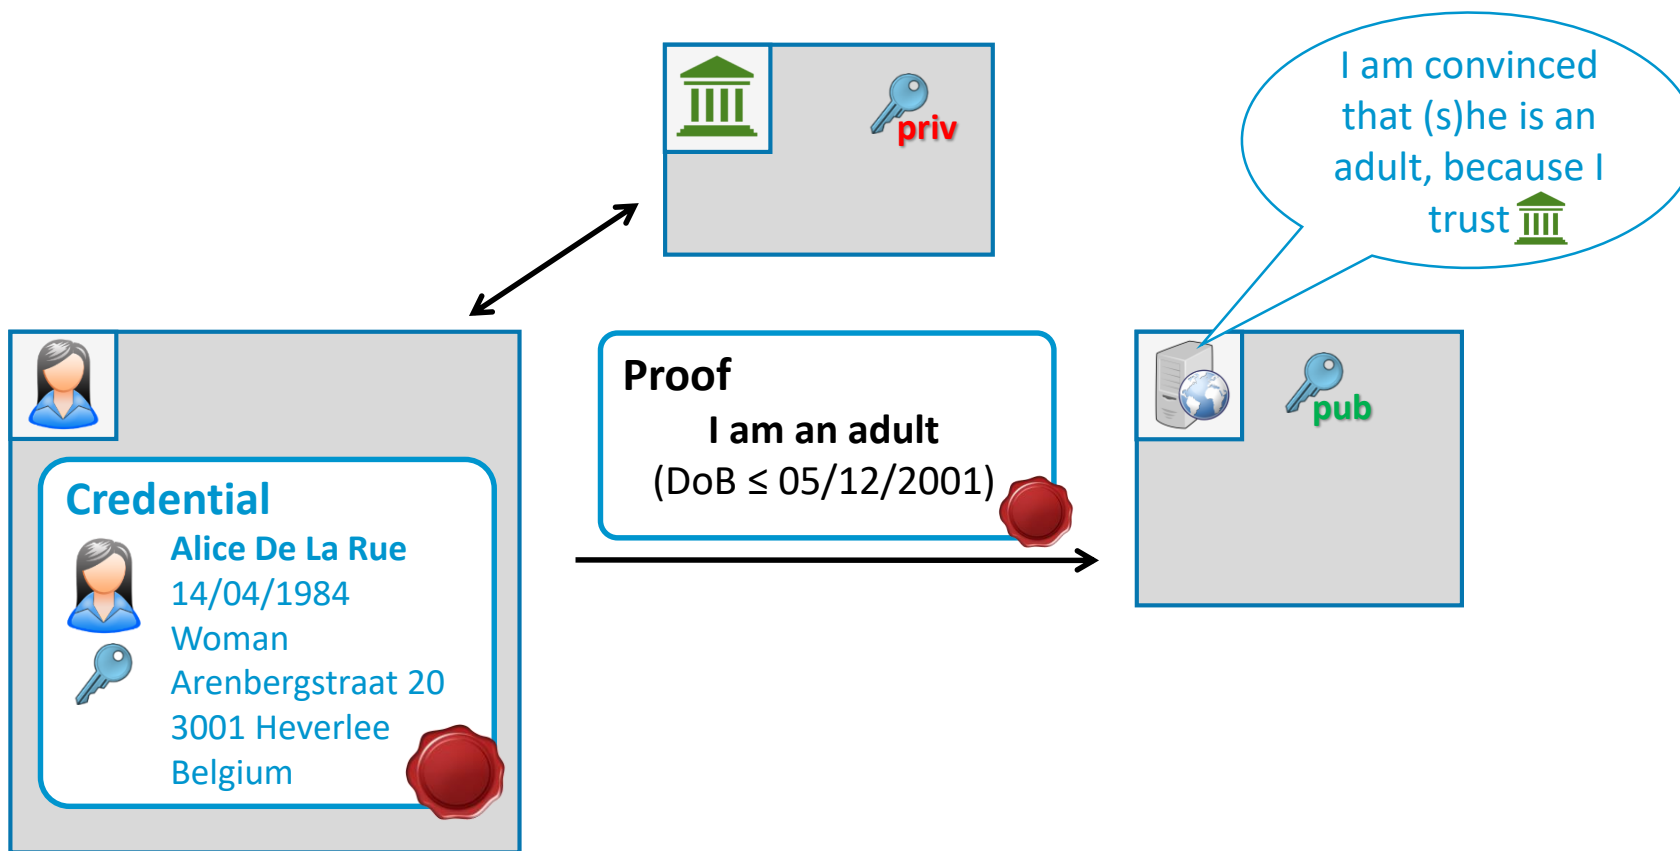 priv
I am convinced
that (s)he is an
adult, because I
trust
Proof
I am an adult
(DoB ≤ 05/12/2001)
pub
Credential
Alice De La Rue
14/04/1984
Woman
Arenbergstraat 20
3001 Heverlee
Belgium